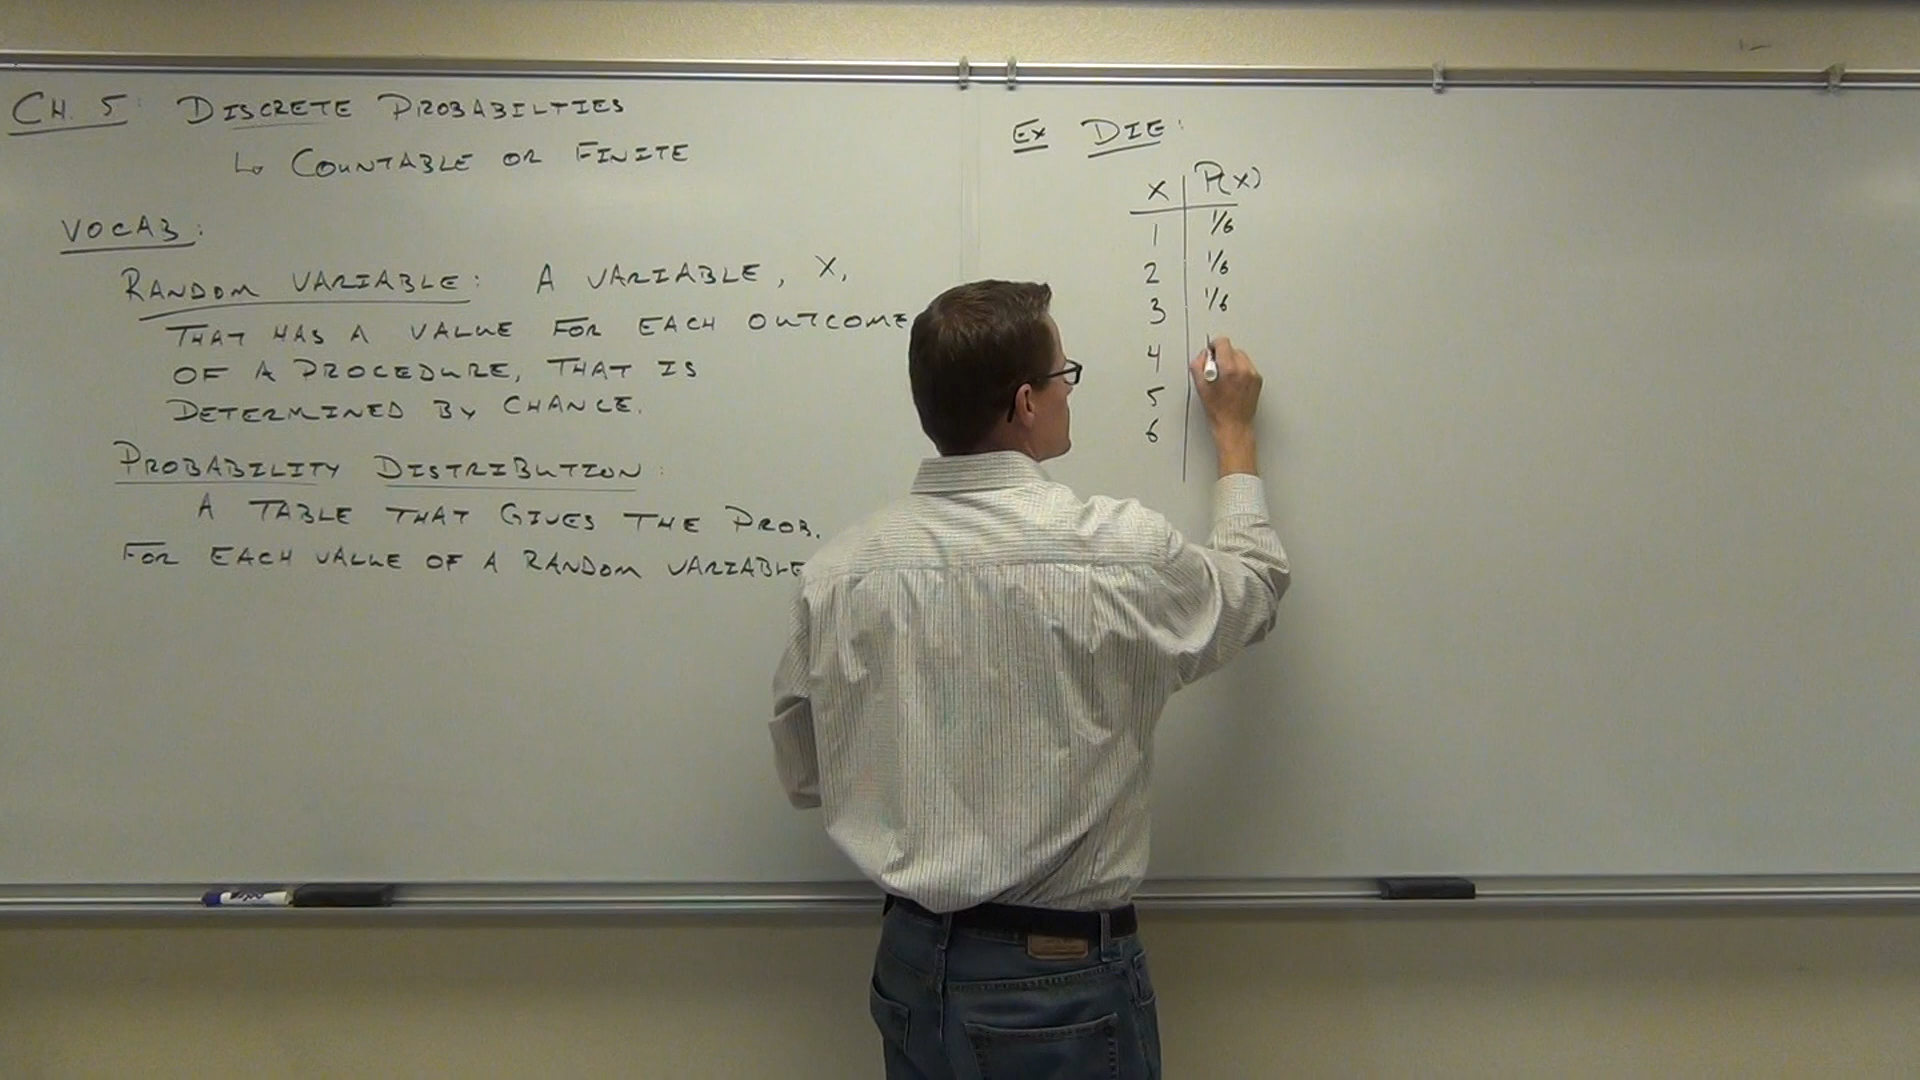 CH. 5: DISCRETE PROBABILTIES
↳ COUNTABLE OR FINITE
VOCAB:
RANDOM VARIABLE: A VARIABLE, X,
THAT HAS A VALUE FOR EACH OUTCOME
OF A PROCEDURE, THAT IS
DETERMINED BY CHANCE.
PROBABILITY DISTRIBUTION:
A TABLE THAT GIVES THE PROB.
FOR EACH VALUE OF A RANDOM VARIABLE
EX DIE:
X P(X)
1 1/6
2 1/6
3 1/6
4
5
6